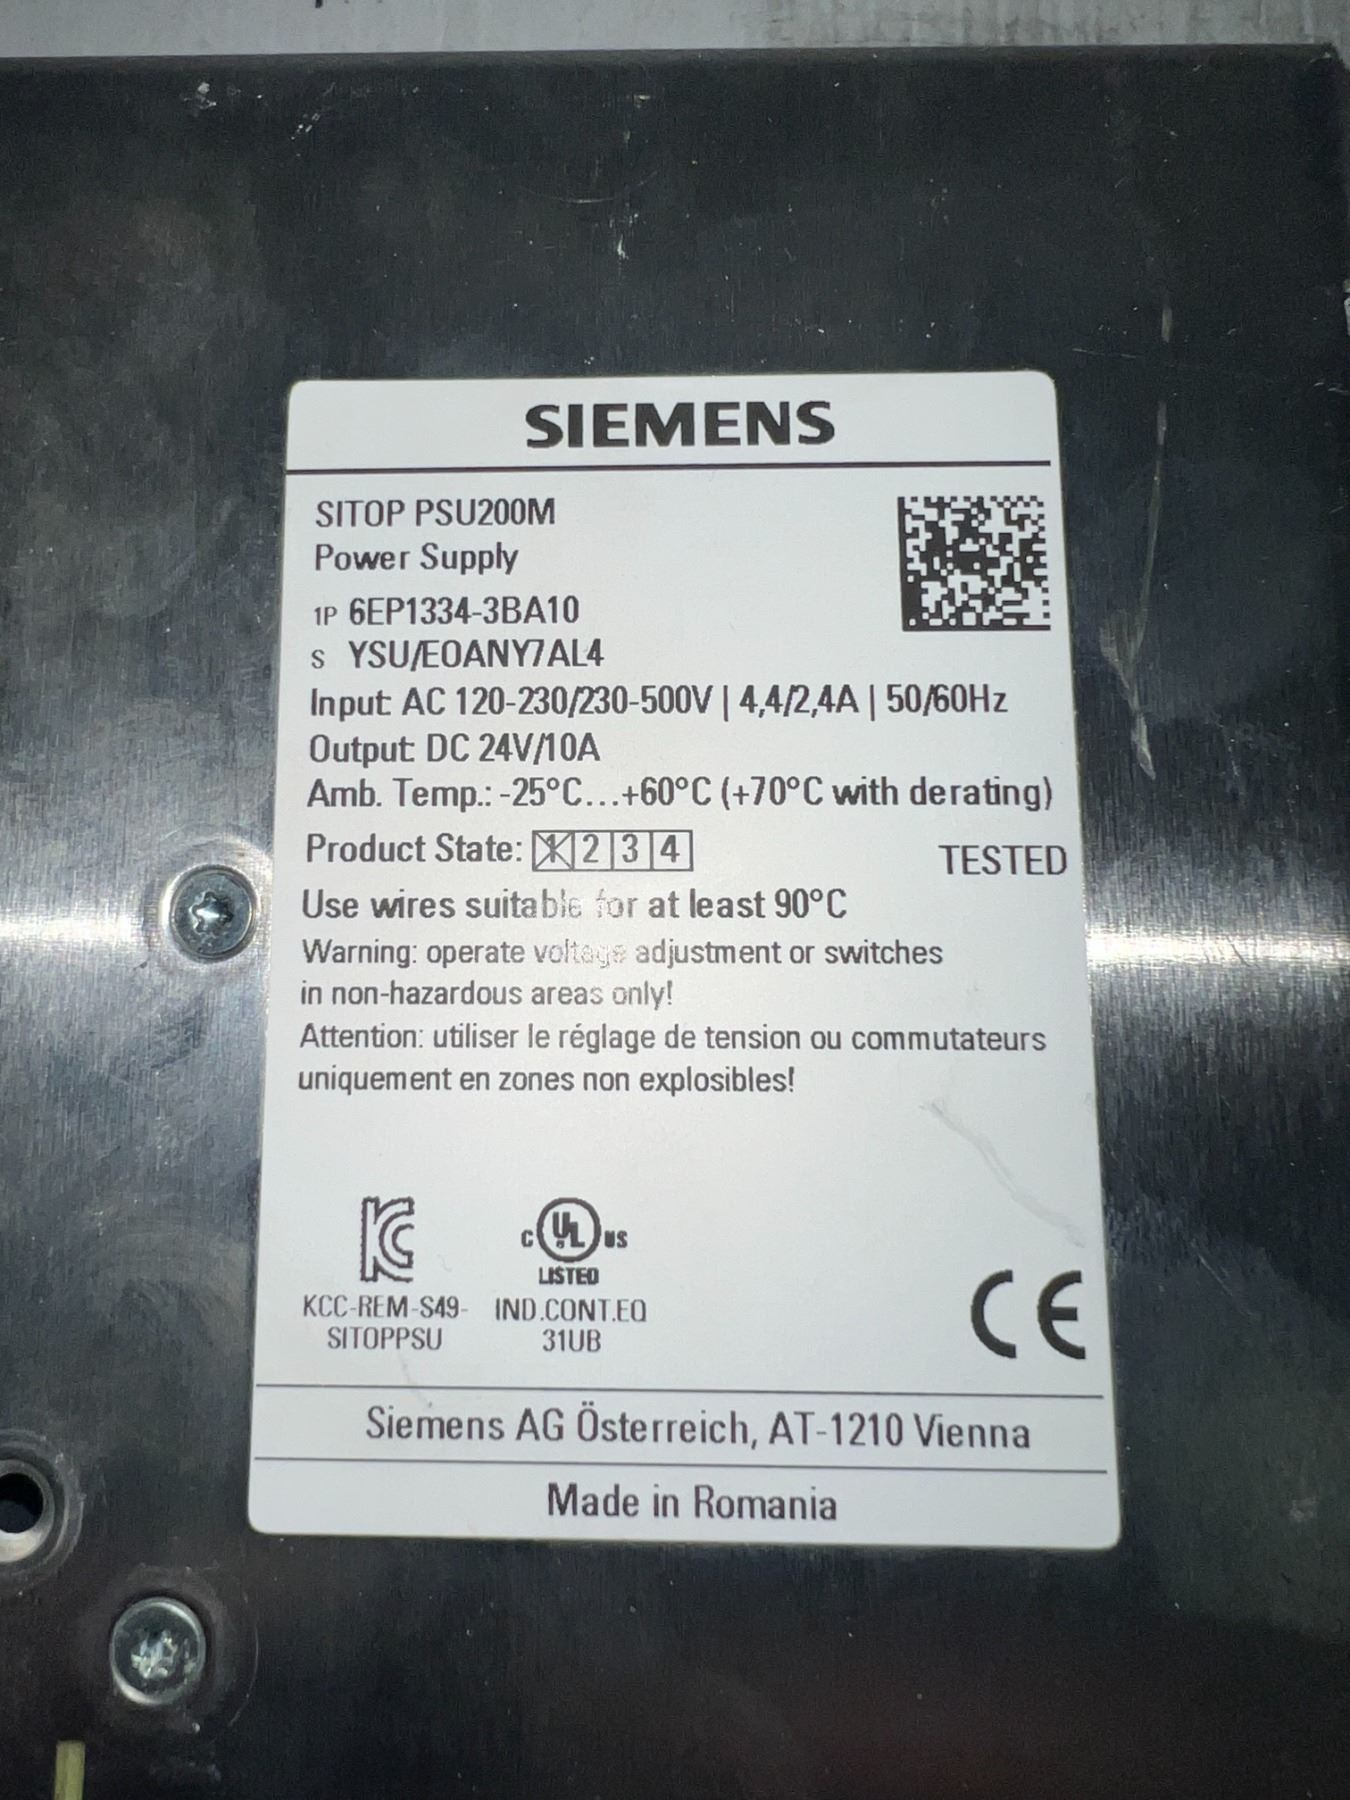 SIEMENS
SITOP PSU200M
Power Supply
1P 6EP1334-3BA10
S YSU/E0ANY7AL4
Input: AC 120-230/230-500V | 4,4/2,4A | 50/60Hz
Output: DC 24V/10A
Amb. Temp.: -25°C...+60°C (+70°C with derating)
Product State: 1 2 3 4
TESTED
Use wires suitable for at least 90°C
Warning: operate voltage adjustment or switches
in non-hazardous areas only!
Attention: utiliser le réglage de tension ou commutateurs
uniquement en zones non explosibles!
C UL US
LISTED
KCC-REM-S49-
SITOPPSU
IND.CONT.EQ
31UB
CE
Siemens AG Österreich, AT-1210 Vienna
Made in Romania